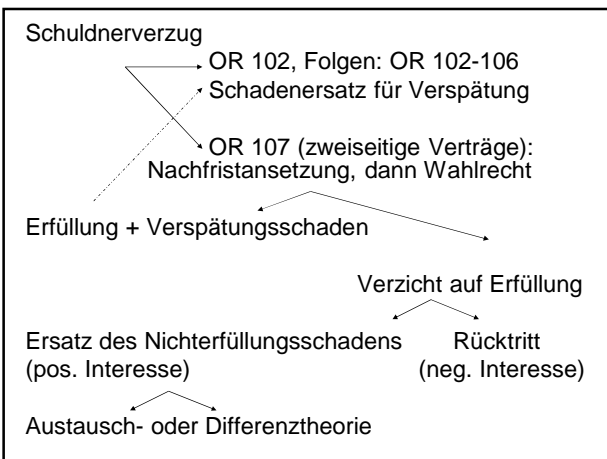 Schuldnerverzug
OR 102, Folgen: OR 102-106
Schadenersatz für Verspätung
OR 107 (zweiseitige Verträge):
Nachfristansetzung, dann Wahlrecht
Erfüllung + Verspätungsschaden
Verzicht auf Erfüllung
Ersatz des Nichterfüllungsschadens
(pos. Interesse)
Rücktritt
(neg. Interesse)
Austausch- oder Differenztheorie